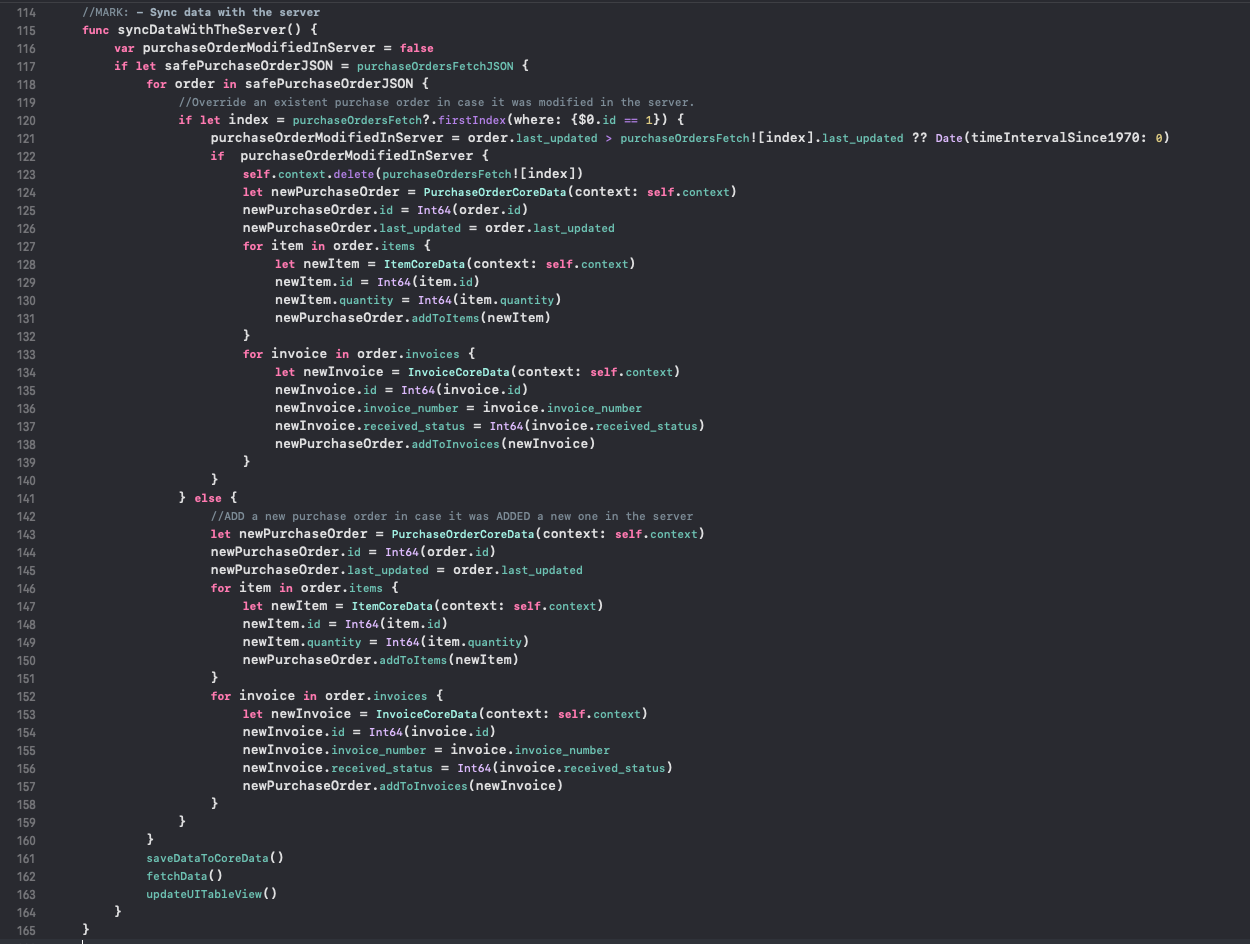 114 //MARK: - Sync data with the server
115 func syncDataWithTheServer() {
116 var purchaseOrderModifiedInServer = false
117 if let safePurchaseOrderJSON = purchaseOrdersFetchJSON {
118 for order in safePurchaseOrderJSON {
119 //Override an existent purchase order in case it was modified in the server.
120 if let index = purchaseOrdersFetch?.firstIndex(where: {$0.id == 1}) {
121 purchaseOrderModifiedInServer = order.last_updated > purchaseOrdersFetch![index].last_updated ?? Date(timeIntervalSince1970: 0)
122 if  purchaseOrderModifiedInServer {
123 self.context.delete(purchaseOrdersFetch![index])
124 let newPurchaseOrder = PurchaseOrderCoreData(context: self.context)
125 newPurchaseOrder.id = Int64(order.id)
126 newPurchaseOrder.last_updated = order.last_updated
127 for item in order.items {
128 let newItem = ItemCoreData(context: self.context)
129 newItem.id = Int64(item.id)
130 newItem.quantity = Int64(item.quantity)
131 newPurchaseOrder.addToItems(newItem)
132 }
133 for invoice in order.invoices {
134 let newInvoice = InvoiceCoreData(context: self.context)
135 newInvoice.id = Int64(invoice.id)
136 newInvoice.invoice_number = invoice.invoice_number
137 newInvoice.received_status = Int64(invoice.received_status)
138 newPurchaseOrder.addToInvoices(newInvoice)
139 }
140 }
141 } else {
142 //ADD a new purchase order in case it was ADDED a new one in the server
143 let newPurchaseOrder = PurchaseOrderCoreData(context: self.context)
144 newPurchaseOrder.id = Int64(order.id)
145 newPurchaseOrder.last_updated = order.last_updated
146 for item in order.items {
147 let newItem = ItemCoreData(context: self.context)
148 newItem.id = Int64(item.id)
149 newItem.quantity = Int64(item.quantity)
150 newPurchaseOrder.addToItems(newItem)
151 }
152 for invoice in order.invoices {
153 let newInvoice = InvoiceCoreData(context: self.context)
154 newInvoice.id = Int64(invoice.id)
155 newInvoice.invoice_number = invoice.invoice_number
156 newInvoice.received_status = Int64(invoice.received_status)
157 newPurchaseOrder.addToInvoices(newInvoice)
158 }
159 }
160 }
161 saveDataToCoreData()
162 fetchData()
163 updateUITableView()
164 }
165 }